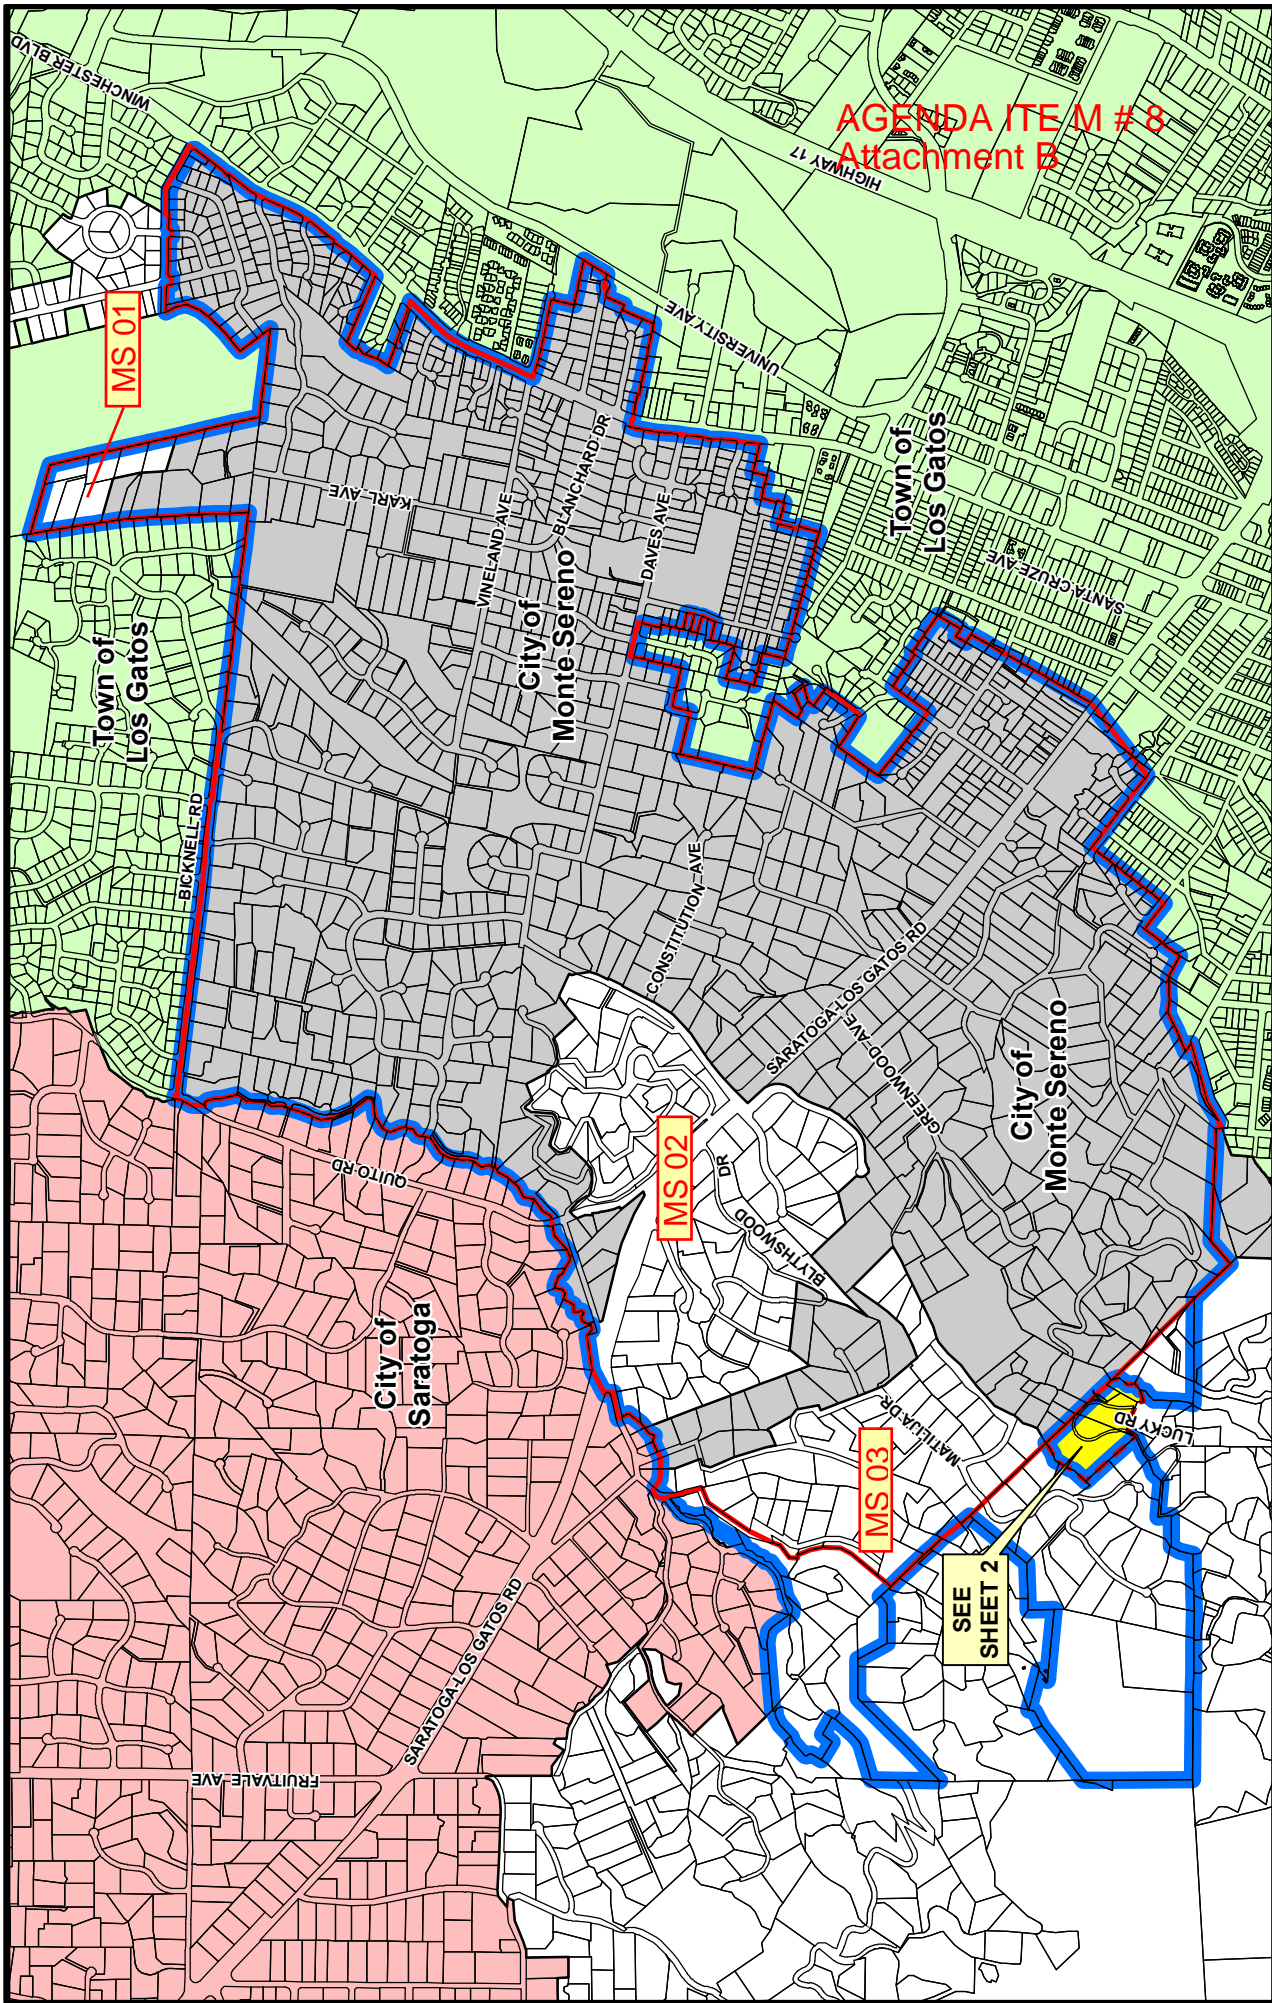 AGENDA ITE M # 8
Attachment B
WINCHESTER BLVD
HIGHWAY 17
MS 01
UNIVERSITY AVE
KARL AVE
BLANCHARD DR
VINELAND AVE
DAVES AVE
Town of
Los Gatos
SANTA CRUZ AVE
City of
Monte Sereno
Town of
Los Gatos
BICKNELL RD
CONSTITUTION AVE
SARATOGA-LOS GATOS RD
GREENWOOD AVE
City of
Monte Sereno
QUITO RD
MS 02
BLYTHSWOOD
DR
City of
Saratoga
MATILIJA DR
LUCKY RD
MS 03
SEE
SHEET 2
SARATOGA-LOS GATOS RD
FRUITVALE AVE